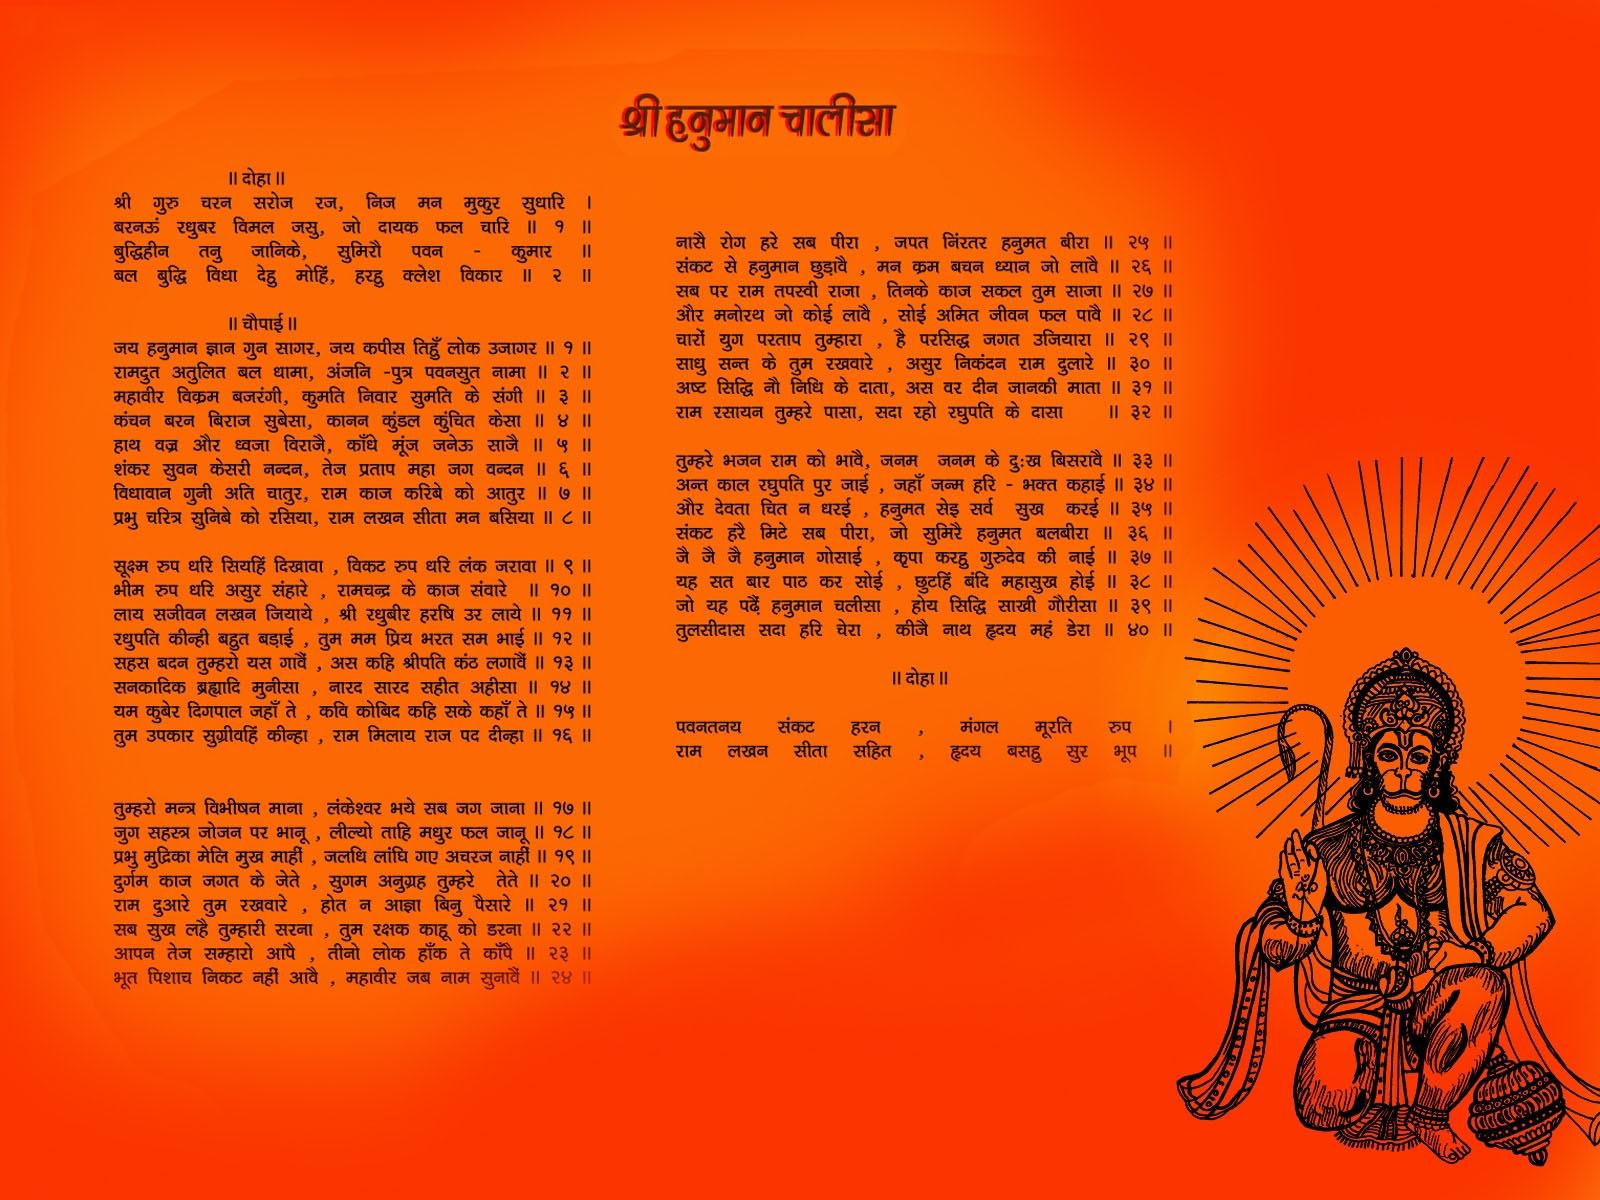 श्री हनुमान चालीसा
॥ दोहा ॥
श्री गुरु चरन सरोज रज, निज मन मुकुर सुधारि ।
बरनऊं रधुबर विमल जसु, जो दायक फल चारि ॥ १ ॥
बुद्धिहीन तनु जानिके, सुमिरौ पवन - कुमार ॥
बल बुद्धि विधा देहु मोहिं, हरहु क्लेश विकार ॥ २ ॥
॥ चौपाई ॥
जय हनुमान ज्ञान गुन सागर, जय कपीस तिहुँ लोक उजागर ॥ १ ॥
रामदुत अतुलित बल धामा, अंजनि -पुत्र पवनसुत नामा ॥ २ ॥
महावीर विक्रम बजरंगी, कुमति निवार सुमति के संगी ॥ ३ ॥
कंचन बरन बिराज सुबेसा, कानन कुंडल कुंचित केसा ॥ ४ ॥
हाथ वज्र और ध्वजा विराजै, काँधे मूंज जनेऊ साजै ॥ ५ ॥
शंकर सुवन केसरी नन्दन, तेज प्रताप महा जग वन्दन ॥ ६ ॥
विधावान गुनी अति चातुर, राम काज करिबे को आतुर ॥ ७ ॥
प्रभु चरित्र सुनिबे को रसिया, राम लखन सीता मन बसिया ॥ ८ ॥
सूक्ष्म रुप धरि सियहिं दिखावा , विकट रुप धरि लंक जरावा ॥ ९ ॥
भीम रुप धरि असुर संहारे , रामचन्द्र के काज संवारे ॥ १० ॥
लाय सजीवन लखन जियाये , श्री रधुबीर हरषि उर लाये ॥ ११ ॥
रधुपति कीन्ही बहुत बड़ाई , तुम मम प्रिय भरत सम भाई ॥ १२ ॥
सहस बदन तुम्हरो यस गावैं , अस कहि श्रीपति कंठ लगावैं ॥ १३ ॥
सनकादिक ब्रह्मादि मुनीसा , नारद सारद सहीत अहीसा ॥ १४ ॥
यम कुबेर दिगपाल जहाँ ते , कवि कोबिद कहि सके कहाँ ते ॥ १५ ॥
तुम उपकार सुग्रीवहिं कीन्हा , राम मिलाय राज पद दीन्हा ॥ १६ ॥
तुम्हरो मन्त्र विभीषन माना , लंकेश्वर भये सब जग जाना ॥ १७ ॥
जुग सहस्त्र जोजन पर भानू , लील्यो ताहि मधुर फल जानू ॥ १८ ॥
प्रभु मुद्रिका मेलि मुख माहीं , जलधि लांघि गए अचरज नाहीं ॥ १९ ॥
दुर्गम काज जगत के जेते , सुगम अनुग्रह तुम्हरे तेते ॥ २० ॥
राम दुआरे तुम रखवारे , होत न आज्ञा बिनु पैसारे ॥ २१ ॥
सब सुख लहै तुम्हारी सरना , तुम रक्षक काहू को डरना ॥ २२ ॥
आपन तेज सम्हारो आपै , तीनो लोक हाँक ते काँपै ॥ २३ ॥
भूत पिशाच निकट नहीं आवै , महावीर जब नाम सुनावैं ॥ २४ ॥
नासै रोग हरे सब पीरा , जपत निंरतर हनुमत बीरा ॥ २५ ॥
संकट से हनुमान छुड़ावै , मन क्रम बचन ध्यान जो लावै ॥ २६ ॥
सब पर राम तपस्वी राजा , तिनके काज सकल तुम साजा ॥ २७ ॥
और मनोरथ जो कोई लावै , सोई अमित जीवन फल पावै ॥ २८ ॥
चारों युग परताप तुम्हारा , है परसिद्ध जगत उजियारा ॥ २९ ॥
साधु सन्त के तुम रखवारे , असुर निकंदन राम दुलारे ॥ ३० ॥
अष्ट सिद्धि नौ निधि के दाता, अस वर दीन जानकी माता ॥ ३१ ॥
राम रसायन तुम्हरे पासा, सदा रहो रघुपति के दासा ॥ ३२ ॥
तुम्हरे भजन राम को भावै, जनम जनम के दु:ख बिसरावै ॥ ३३ ॥
अन्त काल रघुपति पुर जाई , जहाँ जन्म हरि - भक्त कहाई ॥ ३४ ॥
और देवता चित न धरई , हनुमत सेइ सर्व सुख करई ॥ ३५ ॥
संकट हरै मिटे सब पीरा, जो सुमिरै हनुमत बलबीरा ॥ ३६ ॥
जै जै जै हनुमान गोसाई , कृपा करहु गुरुदेव की नाई ॥ ३७ ॥
यह सत बार पाठ कर सोई , छुटहिं बंदि महासुख होई ॥ ३८ ॥
जो यह पढ़ैं हनुमान चलीसा , होय सिद्धि साखी गौरीसा ॥ ३९ ॥
तुलसीदास सदा हरि चेरा , कीजै नाथ हृदय महं डेरा ॥ ४० ॥
॥ दोहा ॥
पवनतनय संकट हरन , मंगल मूरति रुप ।
राम लखन सीता सहित , हृदय बसहु सुर भूप ॥